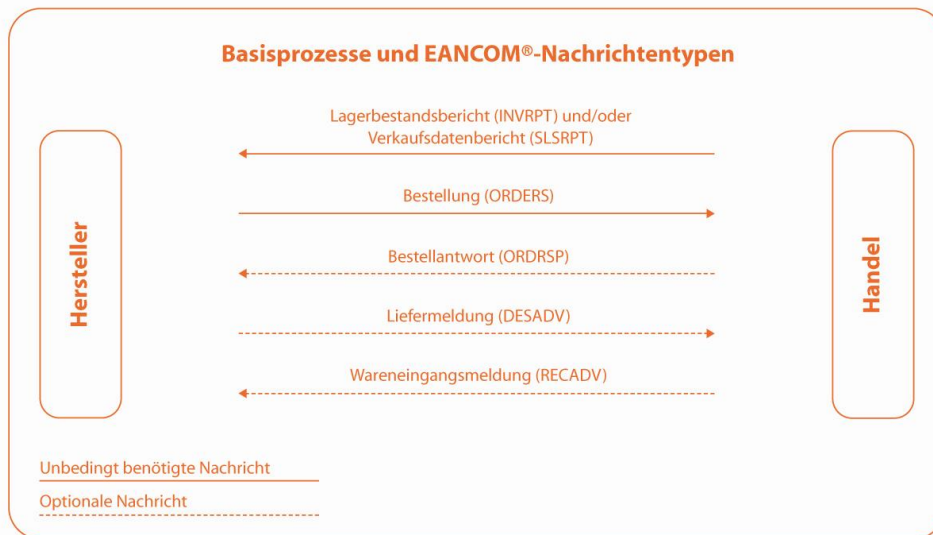 Basisprozesse und EANCOM®-Nachrichtentypen
Lagerbestandsbericht (INVRPT) und/oder
Verkaufsdatenbericht (SLSRPT)
Bestellung (ORDERS)
Bestellantwort (ORDRSP)
Liefermeldung (DESADV)
Wareneingangsmeldung (RECADV)
Hersteller
Handel
Unbedingt benötigte Nachricht
Optionale Nachricht